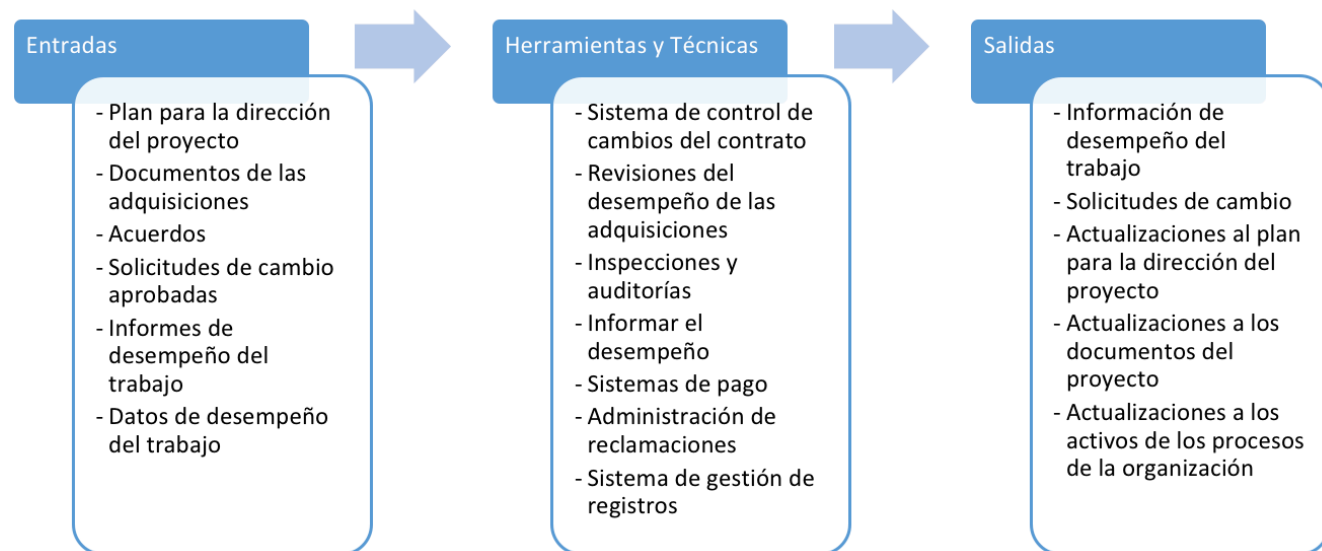 Entradas
- Plan para la dirección
del proyecto
- Documentos de las
adquisiciones
- Acuerdos
- Solicitudes de cambio
aprobadas
- Informes de
desempeño del
trabajo
- Datos de desempeño
del trabajo
Herramientas y Técnicas
- Sistema de control de
cambios del contrato
- Revisiones del
desempeño de las
adquisiciones
- Inspecciones y
auditorías
- Informar el
desempeño
- Sistemas de pago
- Administración de
reclamaciones
- Sistema de gestión de
registros
Salidas
- Información de
desempeño del
trabajo
- Solicitudes de cambio
- Actualizaciones al plan
para la dirección del
proyecto
- Actualizaciones a los
documentos del
proyecto
- Actualizaciones a los
activos de los procesos
de la organización